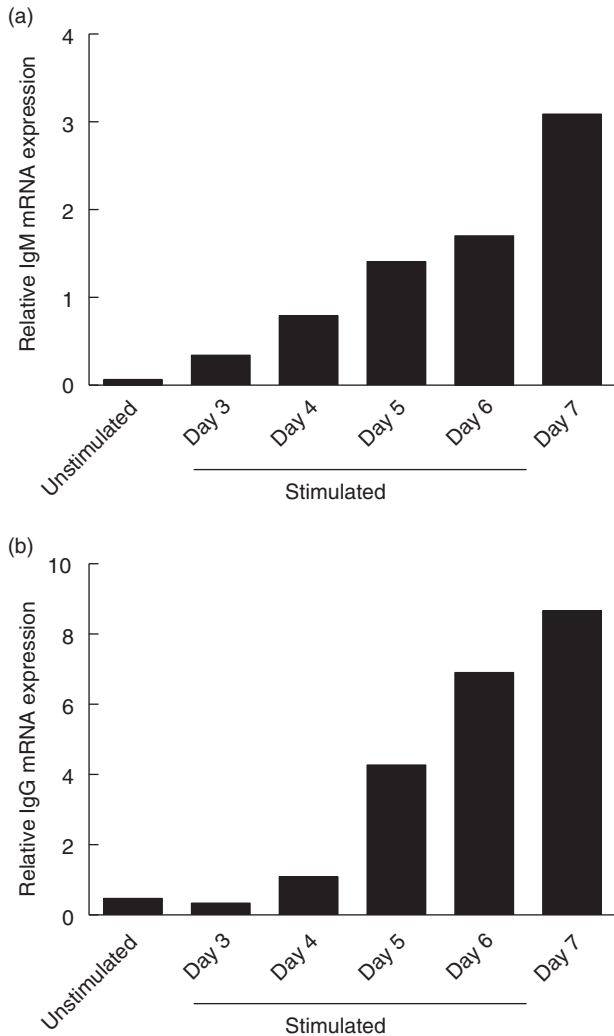 (a)
Relative IgM mRNA expression
4
3
2
1
0
Unstimulated
Day 3
Day 4
Day 5
Day 6
Day 7
Stimulated
(b)
Relative IgG mRNA expression
10
8
6
4
2
0
Unstimulated
Day 3
Day 4
Day 5
Day 6
Day 7
Stimulated